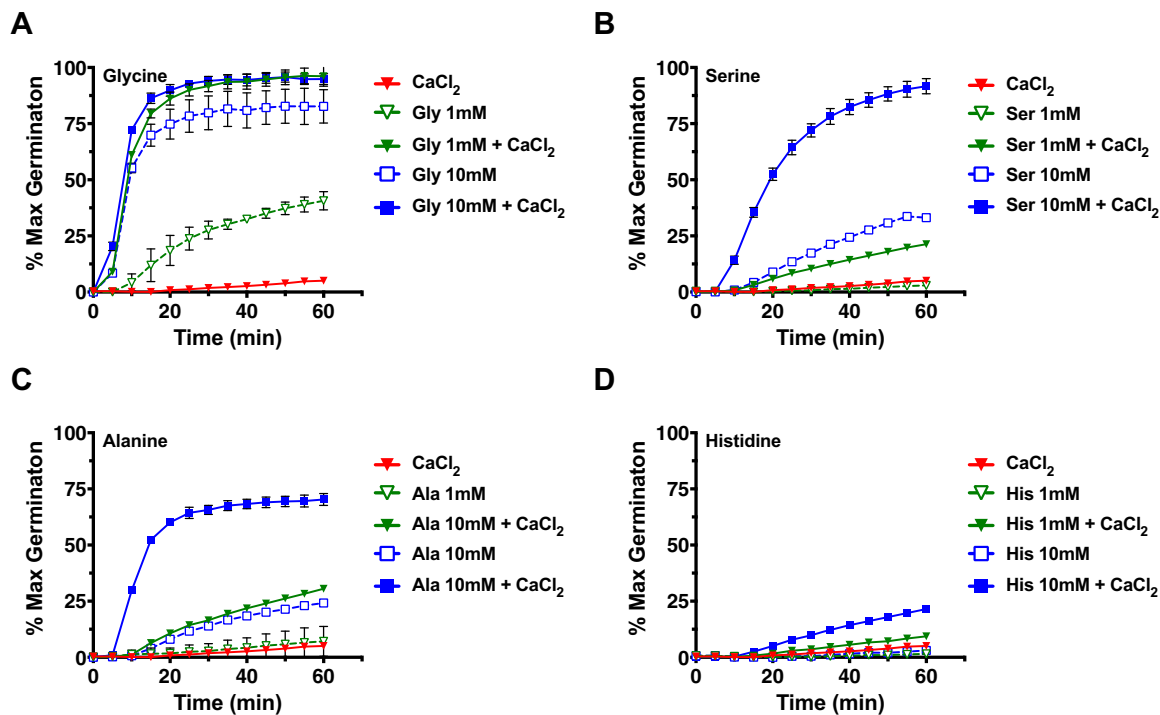 A
% Max Germinaton
100
75
50
25
0
Glycine
0
20
40
60
Time (min)
CaCl2
Gly 1mM
Gly 1mM + CaCl2
Gly 10mM
Gly 10mM + CaCl2
B
% Max Germinaton
100
75
50
25
0
Serine
0
20
40
60
Time (min)
CaCl2
Ser 1mM
Ser 1mM + CaCl2
Ser 10mM
Ser 10mM + CaCl2
C
% Max Germinaton
100
75
50
25
0
Alanine
0
20
40
60
Time (min)
CaCl2
Ala 1mM
Ala 10mM + CaCl2
Ala 10mM
Ala 10mM + CaCl2
D
% Max Germinaton
100
75
50
25
0
Histidine
0
20
40
60
Time (min)
CaCl2
His 1mM
His 1mM + CaCl2
His 10mM
His 10mM + CaCl2